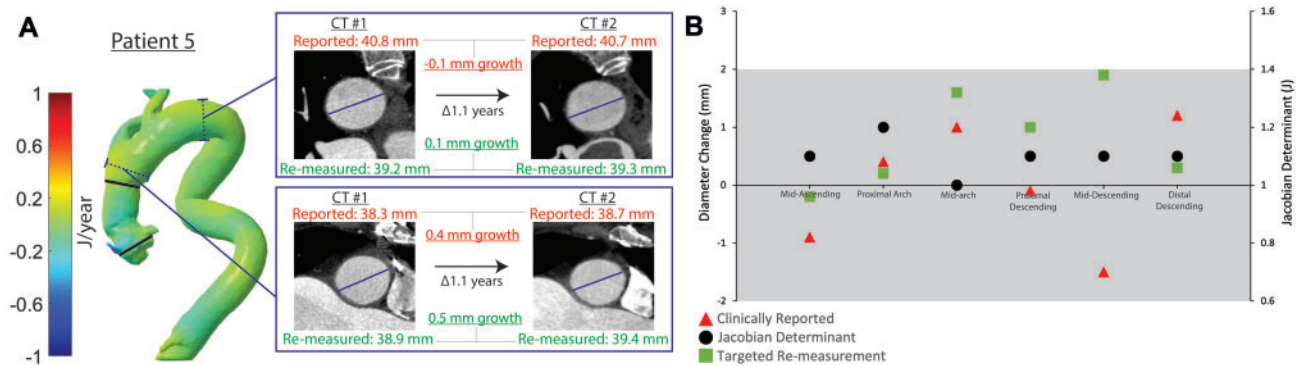 A
Patient 5
1
0.6
0.2
-0.2
-0.6
-1
J/year
CT #1
CT #2
Reported: 40.8 mm
Reported: 40.7 mm
-0.1 mm growth
Δ1.1 years
0.1 mm growth
Re-measured: 39.2 mm
Re-measured: 39.3 mm
CT #1
CT #2
Reported: 38.3 mm
Reported: 38.7 mm
0.4 mm growth
Δ1.1 years
0.5 mm growth
Re-measured: 38.9 mm
Re-measured: 39.4 mm
B
Diameter Change (mm)
3
2
1
0
-1
-2
Mid-Ascending
Proximal Arch
Mid-arch
Proximal
Descending
Mid-Descending
Distal
Descending
1.6
1.4
1.2
1
0.8
0.6
Jacobian Determinant (J)
Clinically Reported
Jacobian Determinant
Targeted Re-measurement